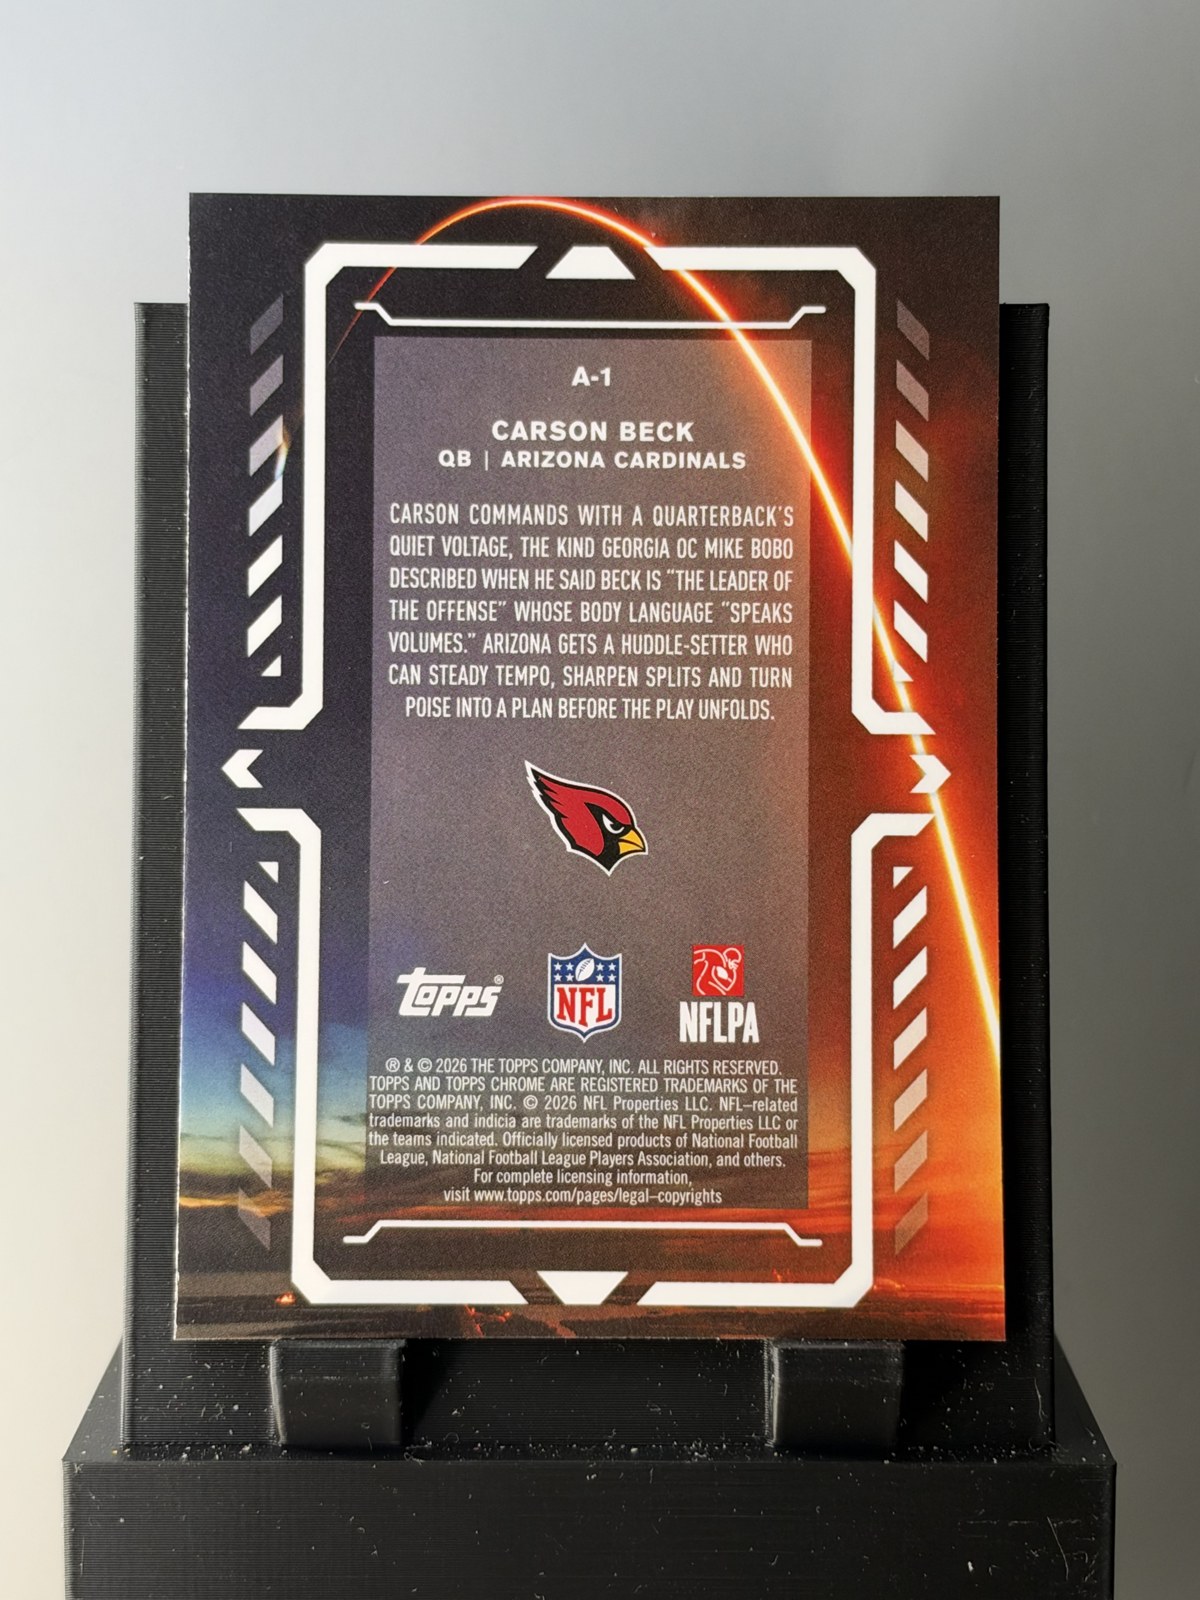 A-1
CARSON BECK
QB | ARIZONA CARDINALS
CARSON COMMANDS WITH A QUARTERBACK'S
QUIET VOLTAGE, THE KIND GEORGIA OC MIKE BOBO
DESCRIBED WHEN HE SAID BECK IS "THE LEADER OF
THE OFFENSE" WHOSE BODY LANGUAGE "SPEAKS
VOLUMES." ARIZONA GETS A HUDDLE-SETTER WHO
CAN STEADY TEMPO, SHARPEN SPLITS AND TURN
POISE INTO A PLAN BEFORE THE PLAY UNFOLDS.
Topps® NFL NFLPA
® & © 2026 THE TOPPS COMPANY, INC. ALL RIGHTS RESERVED.
TOPPS AND TOPPS CHROME ARE REGISTERED TRADEMARKS OF THE
TOPPS COMPANY, INC. © 2026 NFL Properties LLC. NFL–related
trademarks and indicia are trademarks of the NFL Properties LLC or
the teams indicated. Officially licensed products of National Football
League, National Football League Players Association, and others.
For complete licensing information,
visit www.topps.com/pages/legal–copyrights